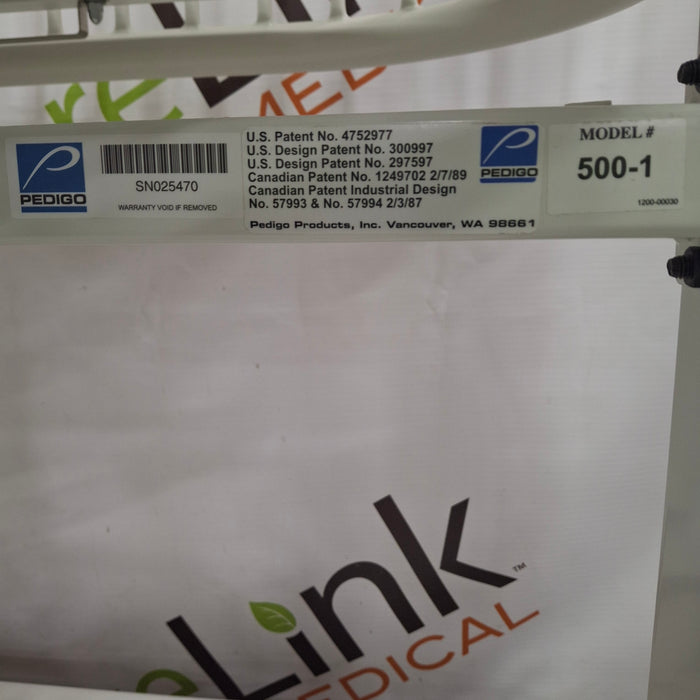 PEDIGO
SN025470
WARRANTY VOID IF REMOVED
U.S. Patent No. 4752977
U.S. Design Patent No. 300997
U.S. Design Patent No. 297597
Canadian Patent No. 1249702 2/7/89
Canadian Patent Industrial Design
No. 57993 & No. 57994 2/3/87
Pedigo Products, Inc. Vancouver, WA 98661
PEDIGO
MODEL #
500-1
1200-00030
reLink™
MEDICAL